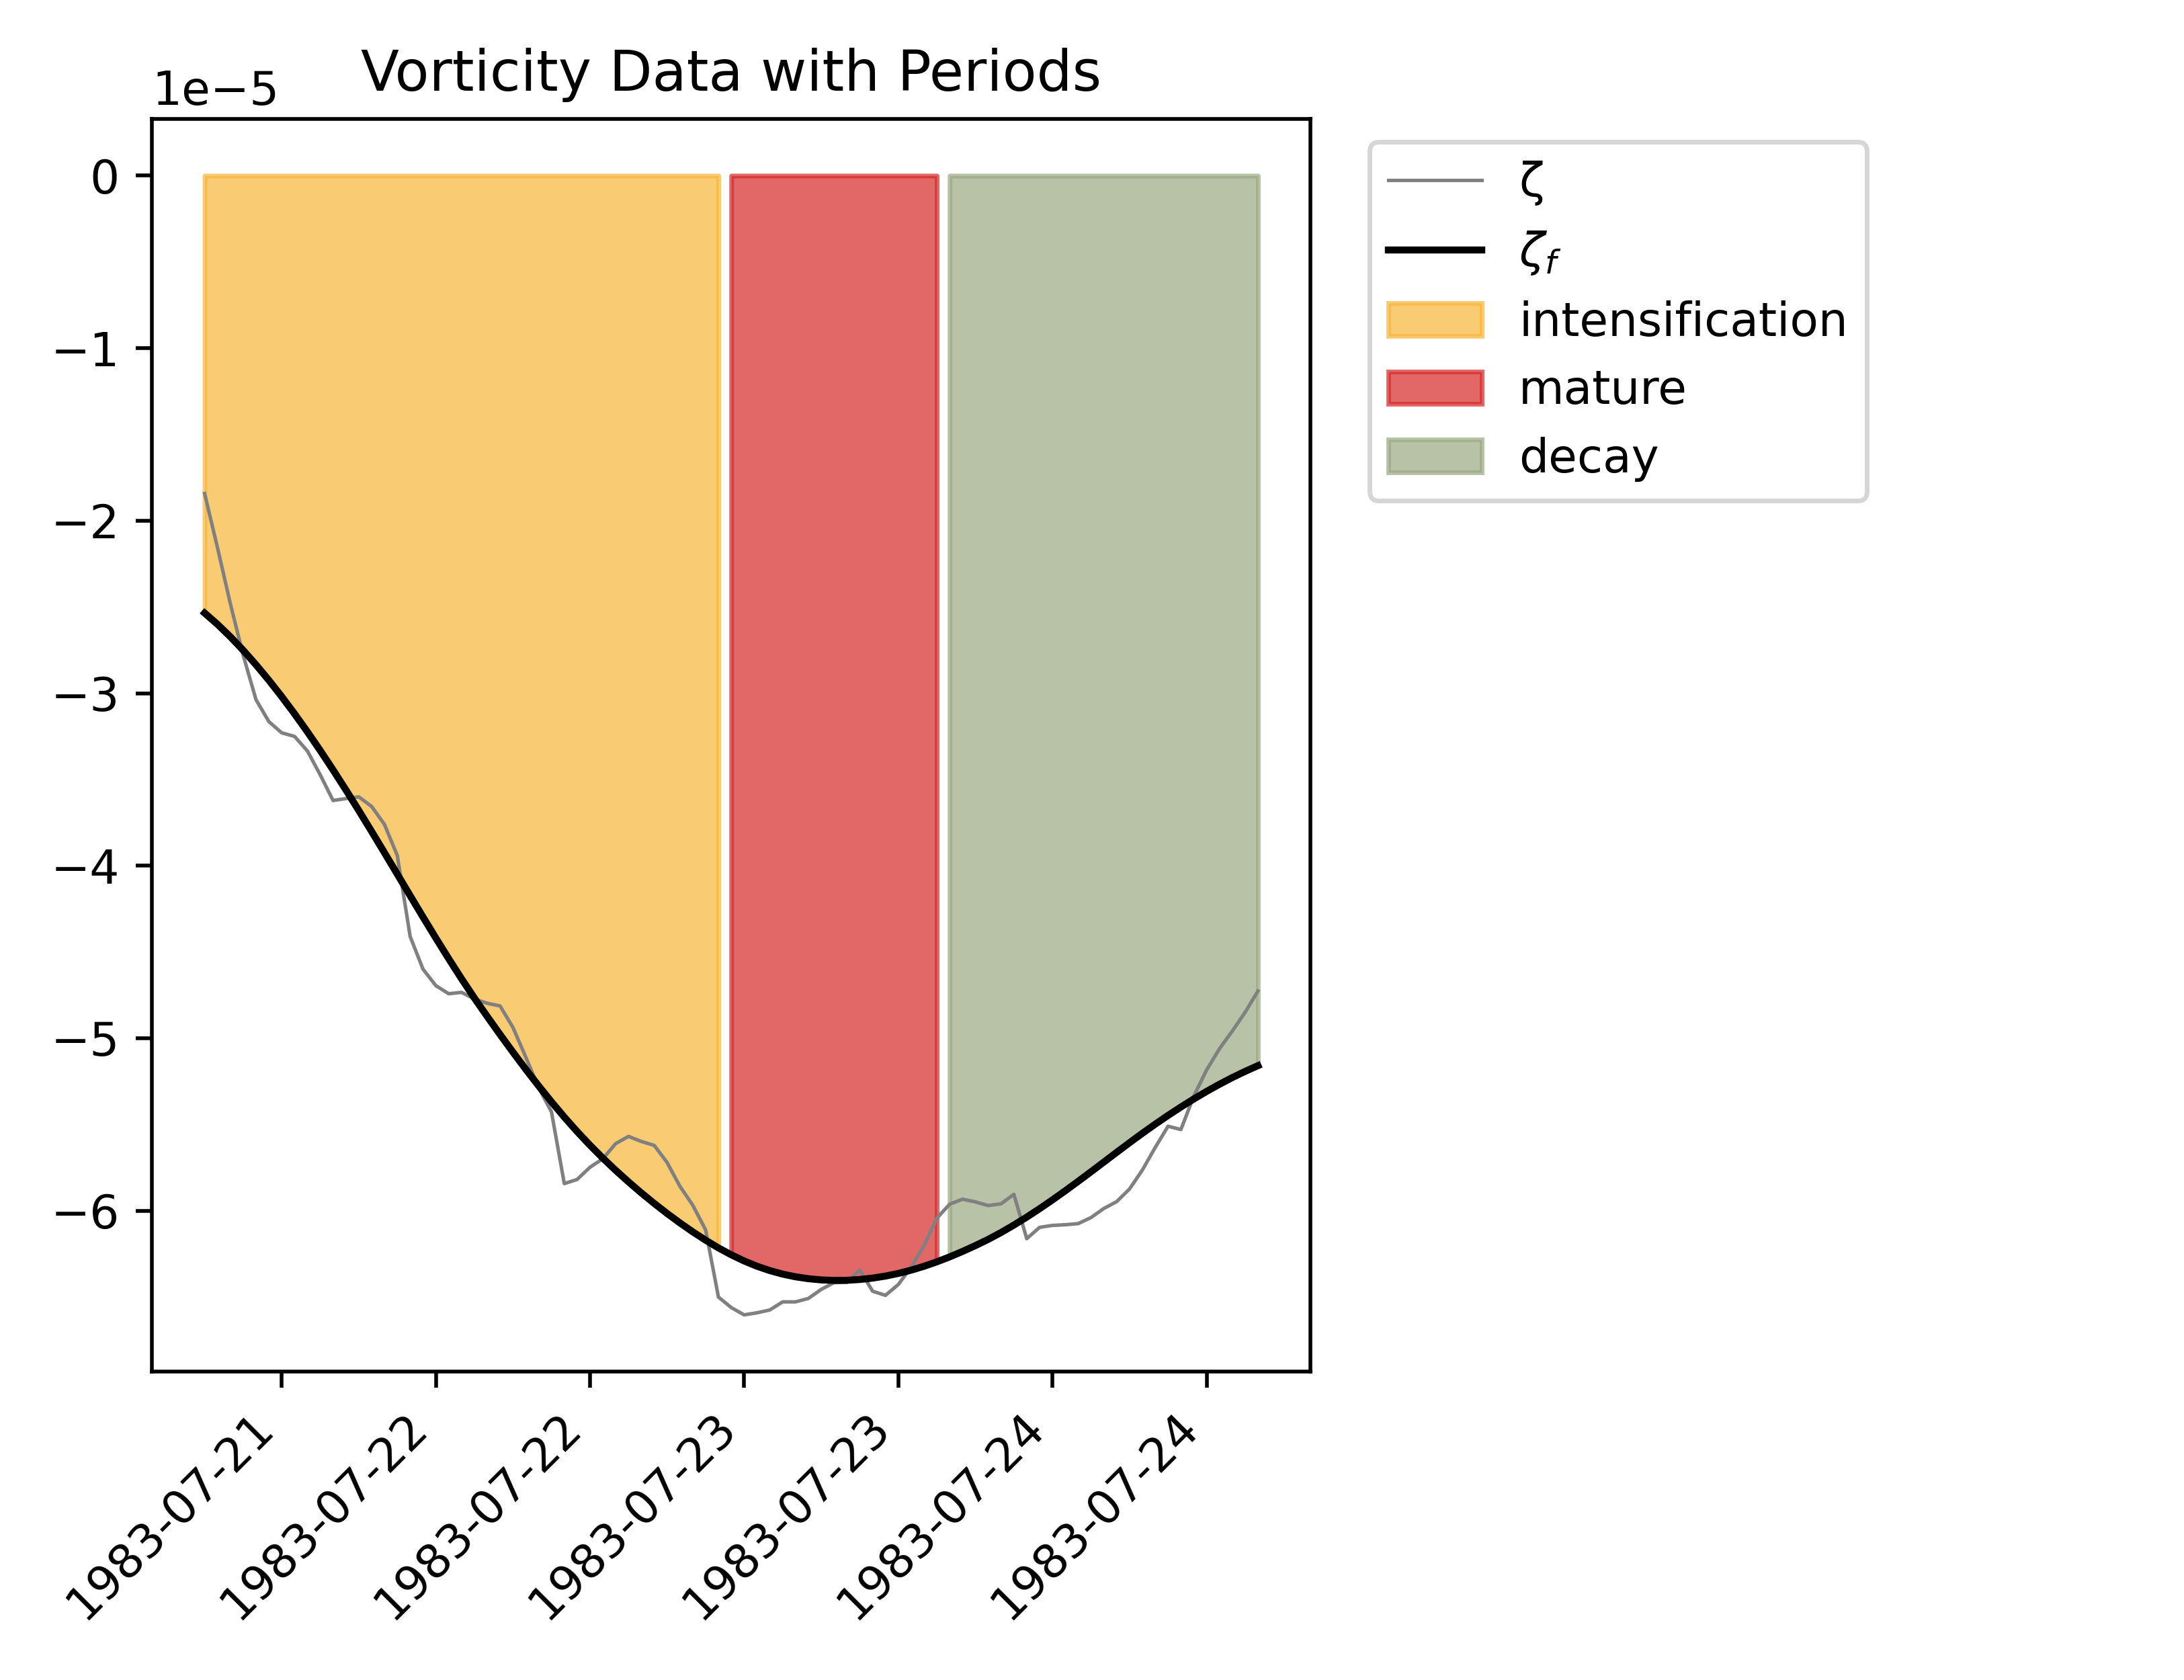 Vorticity Data with Periods
1e−5
0
−1
−2
−3
−4
−5
−6
1983-07-21
1983-07-22
1983-07-22
1983-07-23
1983-07-23
1983-07-24
1983-07-24
ζ
ζf
intensification
mature
decay